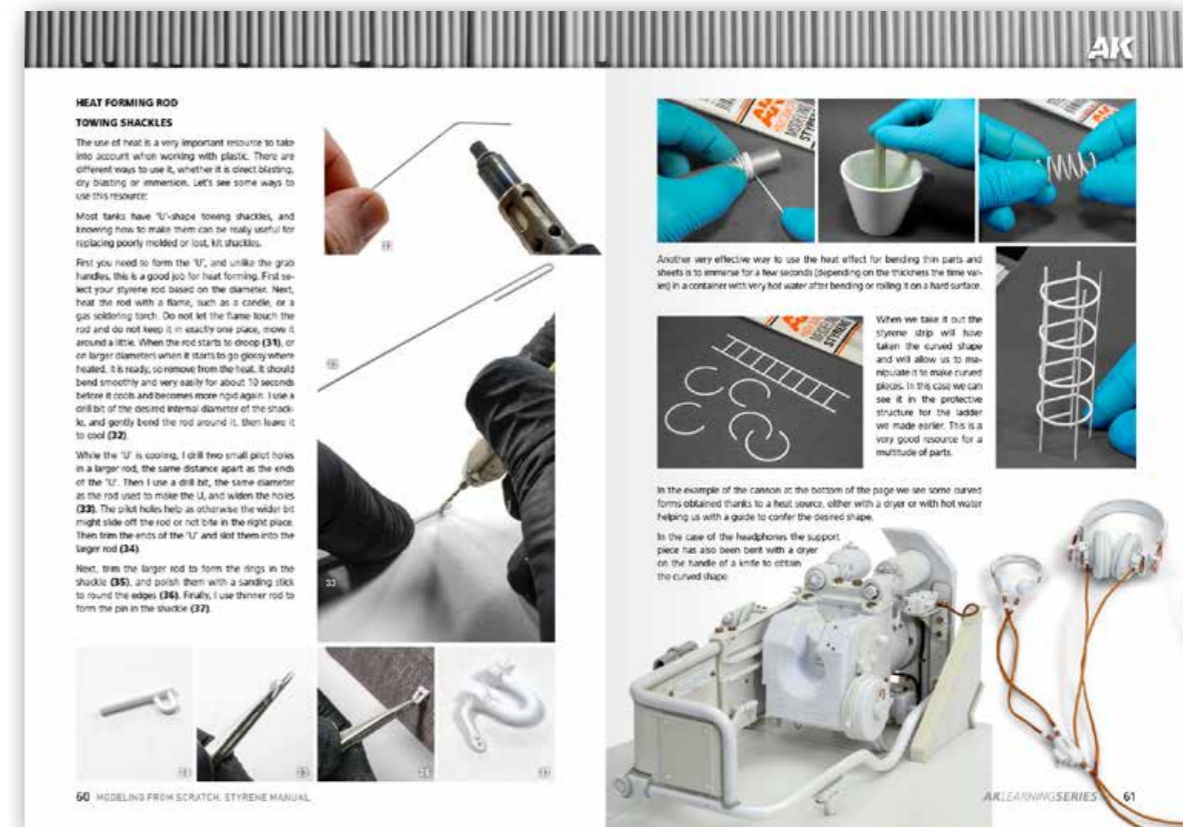 AK
HEAT FORMING ROD
TOWING SHACKLES
The use of heat is a very important resource to take
into account when working with plastic. There are
different ways to use it, whether it is direct blasting,
dry blasting or immersion. Let's see some ways to
use this resource:
Most tanks have 'U'-shape towing shackles, and
knowing how to make them can be really useful for
replacing poorly molded or lost, kit shackles.
First you need to form the 'U', and unlike the grab
handles, this is a good job for heat forming. First se-
lect your styrene rod based on the diameter. Next,
heat the rod with a flame, such as a candle, or a
gas soldering torch. Do not let the flame touch the
rod and do not keep it in exactly one place, move it
around a little. When the rod starts to droop (31), or
on larger diameters when it starts to go glossy where
heated, it is ready, so remove from the heat. It should
bend smoothly and very easily for about 10 seconds
before it cools and becomes more rigid again. I use a
drill bit of the desired internal diameter of the shack-
le, and gently bend the rod around it, then leave it
to cool (32).
While the 'U' is cooling, I drill two small pilot holes
in a larger rod, the same distance apart as the ends
of the 'U'. Then I use a drill bit, the same diameter
as the rod used to make the U, and widen the holes
(33). The pilot holes help as otherwise the wider bit
might slide off the rod or not bite in the right place.
Then trim the ends of the 'U' and slot them into the
larger rod (34).
Next, trim the larger rod to form the rings in the
shackle (35), and polish them with a sanding stick
to round the edges (36). Finally, I use thinner rod to
form the pin in the shackle (37).
33
34
35
36
37
60 MODELING FROM SCRATCH. STYRENE MANUAL
MODELING
STYRENE
Another very effective way to use the heat effect for bending thin parts and
sheets is to immerse for a few seconds (depending on the thickness the time var-
ies) in a container with very hot water after bending or rolling it on a hard surface.
When we take it out the
styrene strip will have
taken the curved shape
and will allow us to ma-
nipulate it to make curved
pieces. In this case we can
see it in the protective
structure for the ladder
we made earlier. This is a
very good resource for a
multitude of parts.
In the example of the cannon at the bottom of the page we see some curved
forms obtained thanks to a heat source, either with a dryer or with hot water
helping us with a guide to confer the desired shape.
In the case of the headphones the support
piece has also been bent with a dryer
on the handle of a knife to obtain
the curved shape.
AKLEARNINGSERIES 61